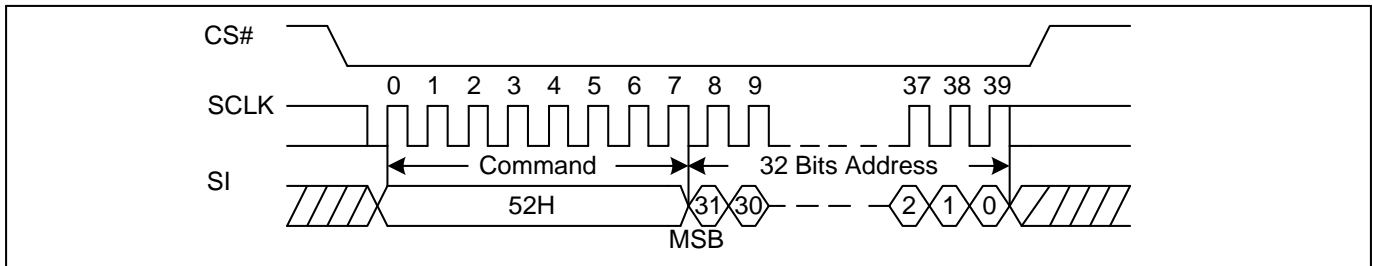 CS#
0 1 2 3 4 5 6 7 8 9 37 38 39
SCLK
Command 32 Bits Address
SI
52H 31 30 2 1 0
MSB